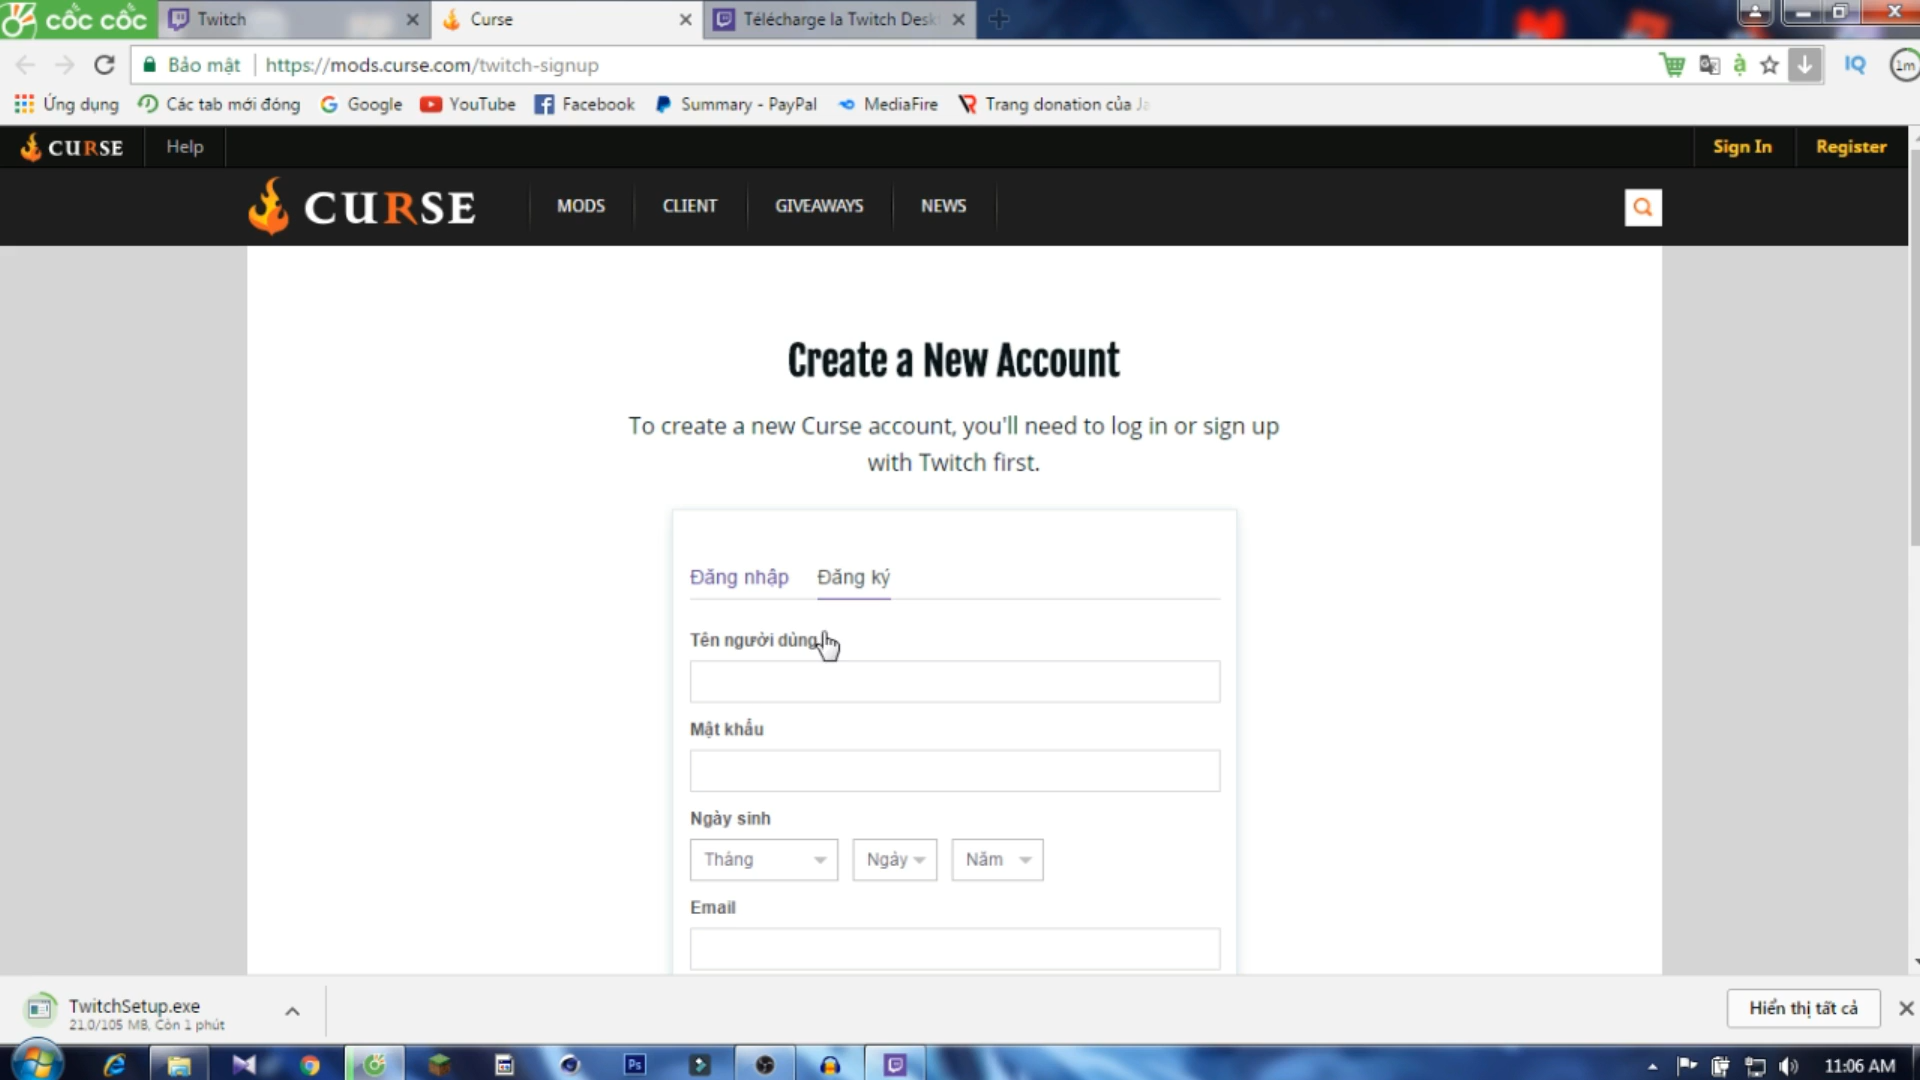 cốc cốc
Twitch
Curse
Télécharge la Twitch Desk
Bảo mật
https://mods.curse.com/twitch-signup
IQ
1m
Ứng dụng
Các tab mới đóng
Google
YouTube
Facebook
Summary - PayPal
MediaFire
Trang donation của Ja
CURSE
Help
Sign In
Register
CURSE
MODS
CLIENT
GIVEAWAYS
NEWS
Create a New Account
To create a new Curse account, you'll need to log in or sign up
with Twitch first.
Đăng nhập
Đăng ký
Tên người dùng
Mật khẩu
Ngày sinh
Tháng
Ngày
Năm
Email
TwitchSetup.exe
21,0/105 MB, Còn 1 phút
Hiển thị tất cả
Ps
11:06 AM